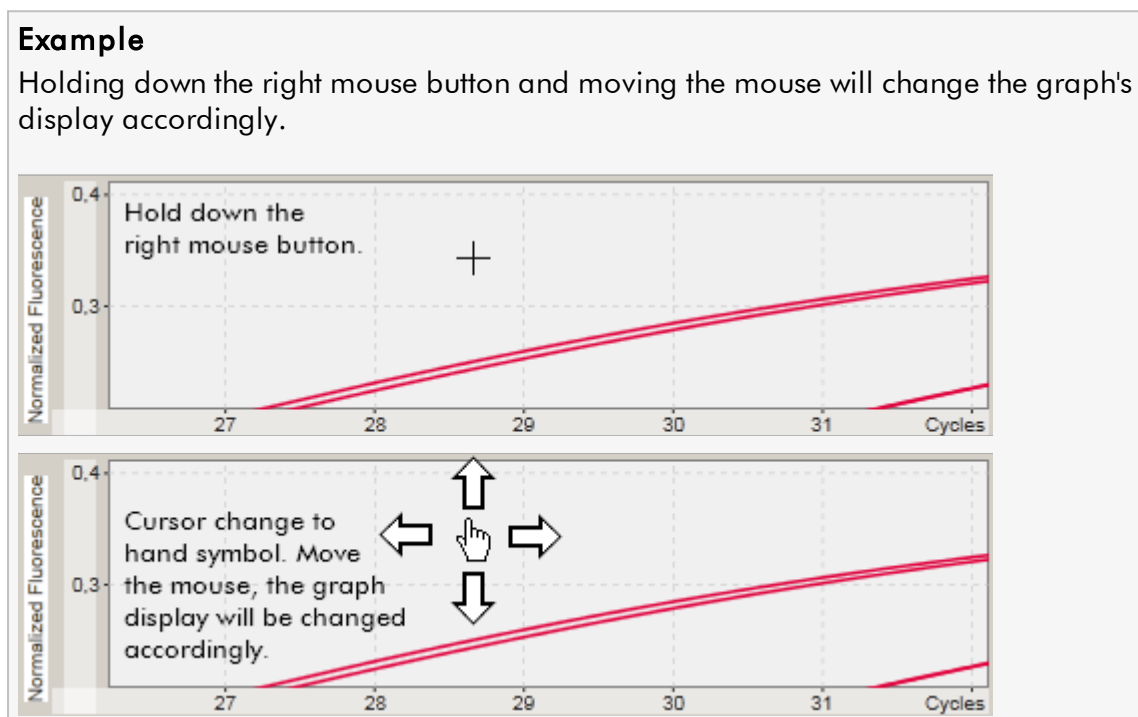 Example
Holding down the right mouse button and moving the mouse will change the graph's
display accordingly.
Normalized Fluorescence
0,4
0,3
Hold down the
right mouse button.
27 28 29 30 31 Cycles
Normalized Fluorescence
0,4
0,3
Cursor change to
hand symbol. Move
the mouse, the graph
display will be changed
accordingly.
27 28 29 30 31 Cycles